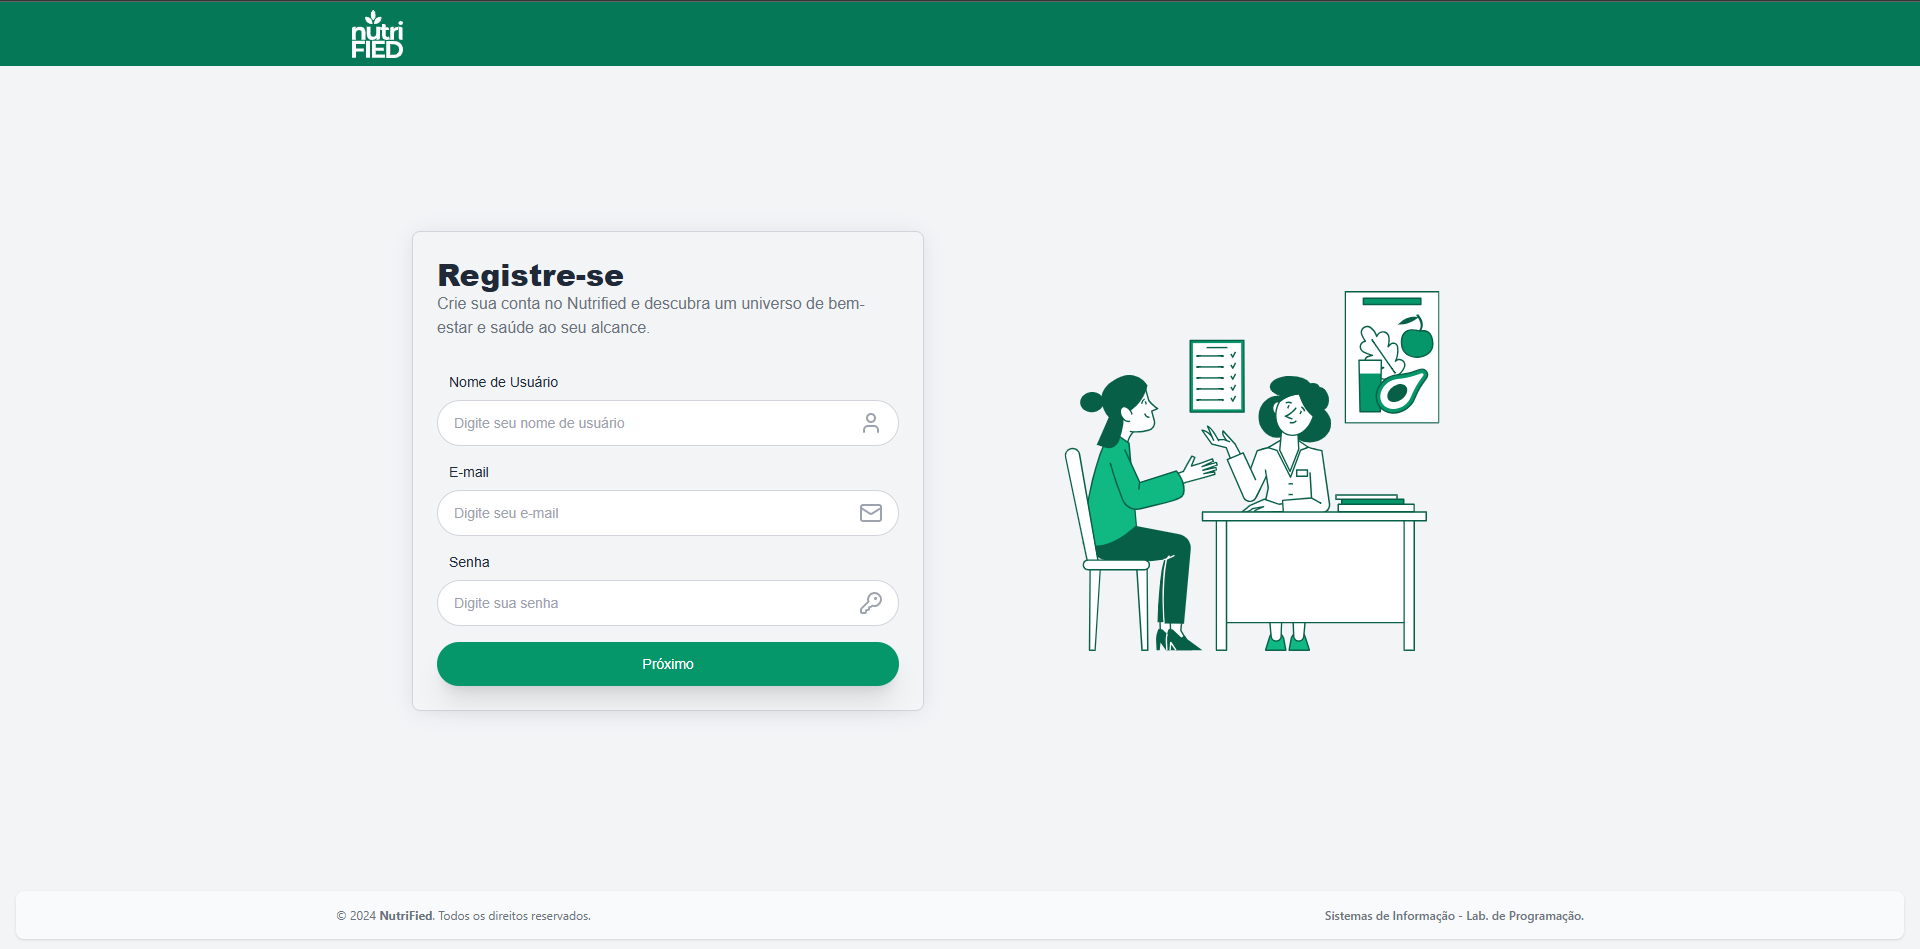 nutri
FIED
Registre-se
Crie sua conta no Nutrified e descubra um universo de bem-
estar e saúde ao seu alcance.
Nome de Usuário
Digite seu nome de usuário
E-mail
Digite seu e-mail
Senha
Digite sua senha
Próximo
© 2024 NutriFied. Todos os direitos reservados.
Sistemas de Informação - Lab. de Programação.